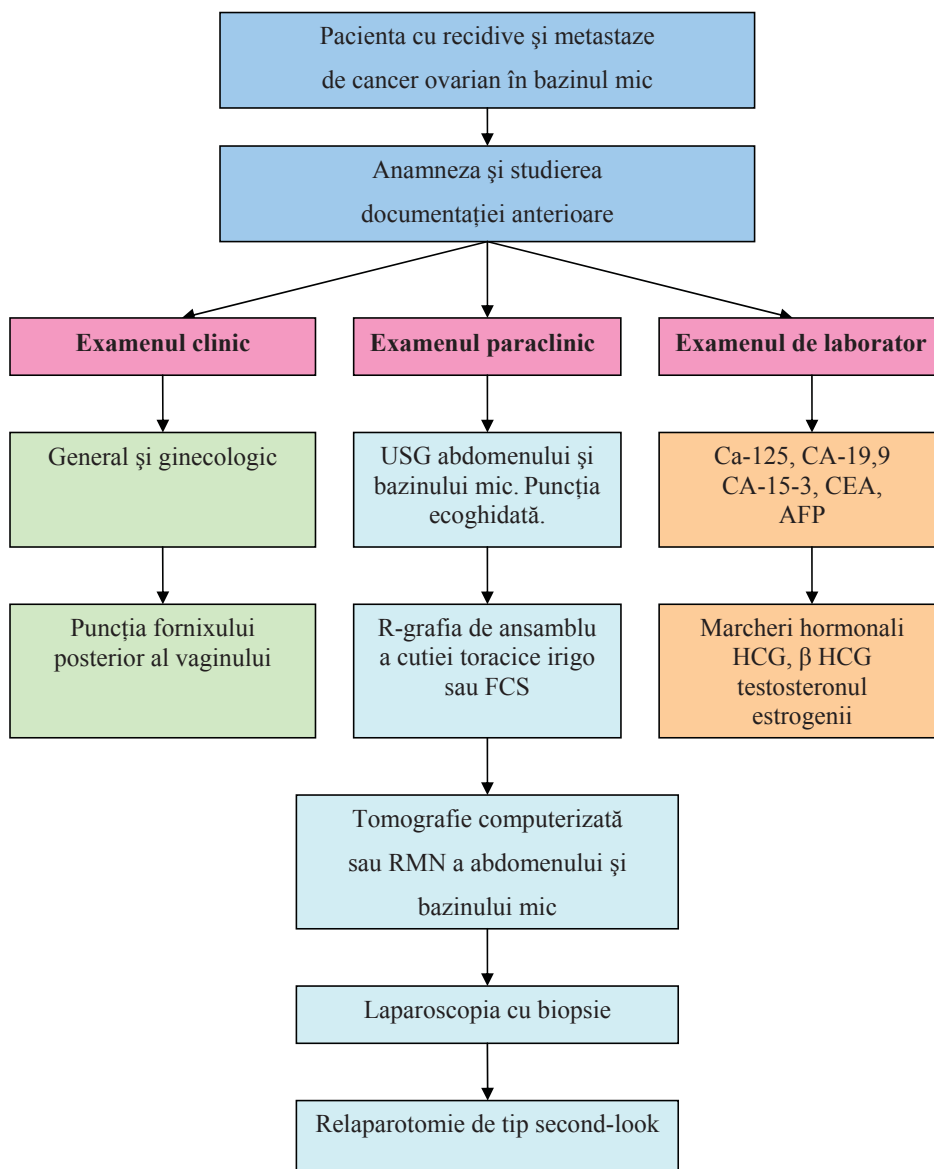 Pacienta cu recidive şi metastaze
de cancer ovarian în bazinul mic
Anamneza şi studierea
documentației anterioare
Examenul clinic
Examenul paraclinic
Examenul de laborator
General şi ginecologic
USG abdomenului şi
bazinului mic. Puncția
ecoghidată.
Ca-125, CA-19,9
CA-15-3, CEA,
AFP
Puncția fornixului
posterior al vaginului
R-grafia de ansamblu
a cutiei toracice irigo
sau FCS
Marcheri hormonali
HCG, β HCG
testosteronul
estrogenii
Tomografie computerizată
sau RMN a abdomenului şi
bazinului mic
Laparoscopia cu biopsie
Relaparotomie de tip second-look